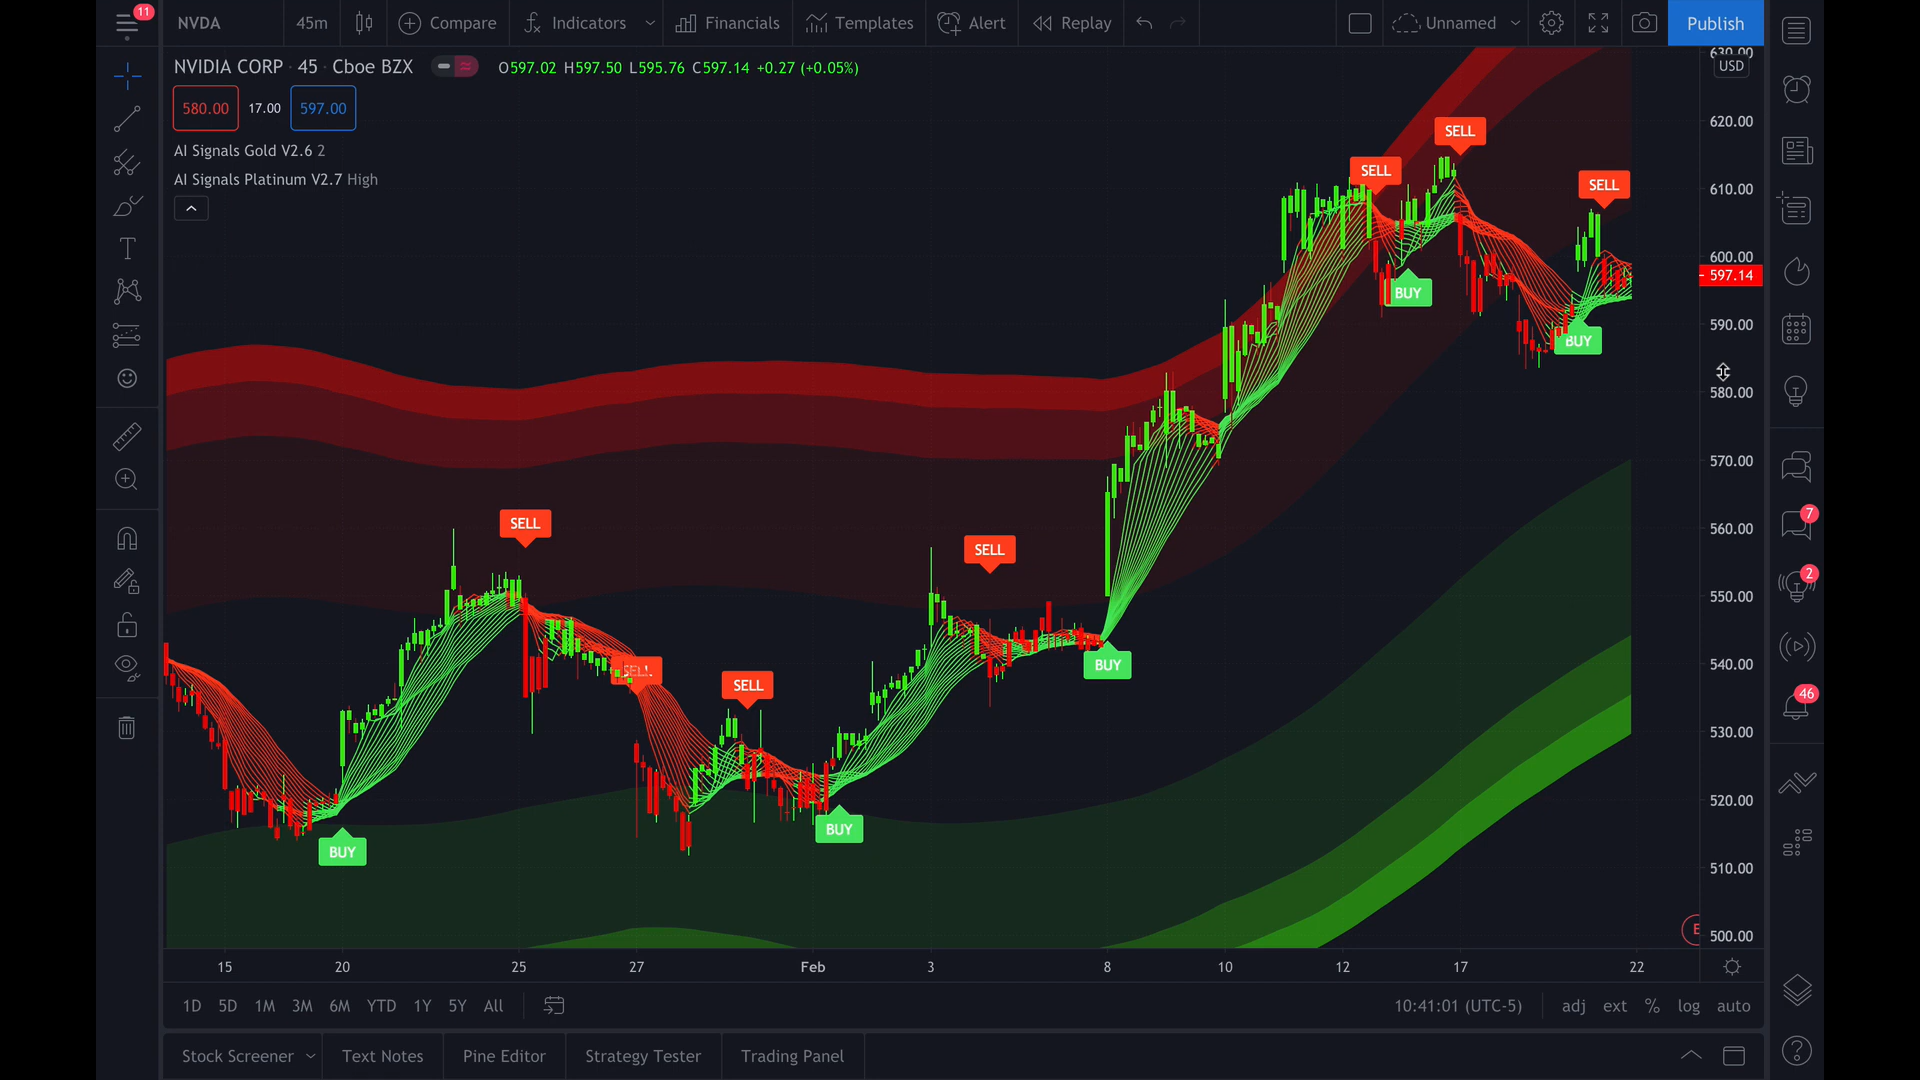 11
NVDA 45m Compare Indicators Financials Templates Alert Replay Unnamed Publish
NVIDIA CORP · 45 · Cboe BZX O597.02 H597.50 L595.76 C597.14 +0.27 (+0.05%)
580.00 17.00 597.00
AI Signals Gold V2.6 2
AI Signals Platinum V2.7 High
630.00
USD
620.00
610.00
600.00
597.14
590.00
580.00
570.00
560.00
550.00
540.00
530.00
520.00
510.00
500.00
SELL
SELL
SELL
SELL
SELL
SELL
SELL
BUY
BUY
BUY
BUY
BUY
E
7
2
46
15 20 25 27 Feb 3 8 10 12 17 22
1D 5D 1M 3M 6M YTD 1Y 5Y All 10:41:01 (UTC-5) adj ext % log auto
Stock Screener Text Notes Pine Editor Strategy Tester Trading Panel